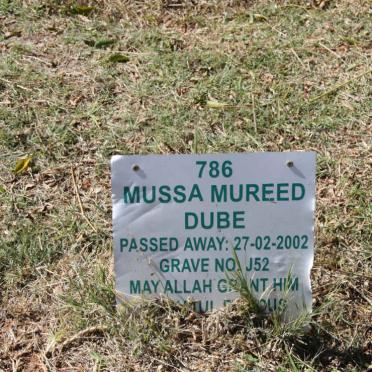 786
MUSSA MUREED
DUBE
PASSED AWAY: 27-02-2002
GRAVE NO. J52
MAY ALLAH GRANT HIM